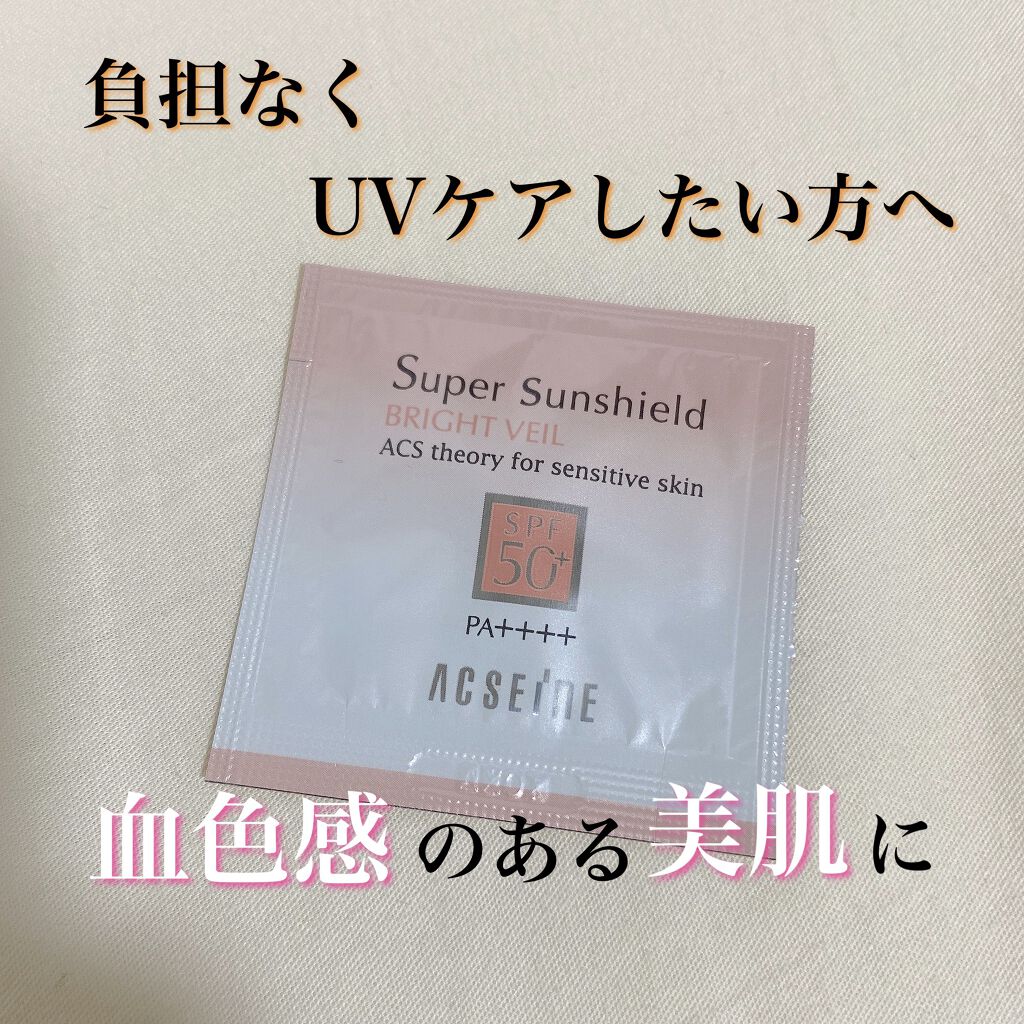 負担なく
UVケアしたい方へ
Super Sunshield
BRIGHT VEIL
ACS theory for sensitive skin
SPF
50+
PA++++
ACSEINE
血色感のある美肌に